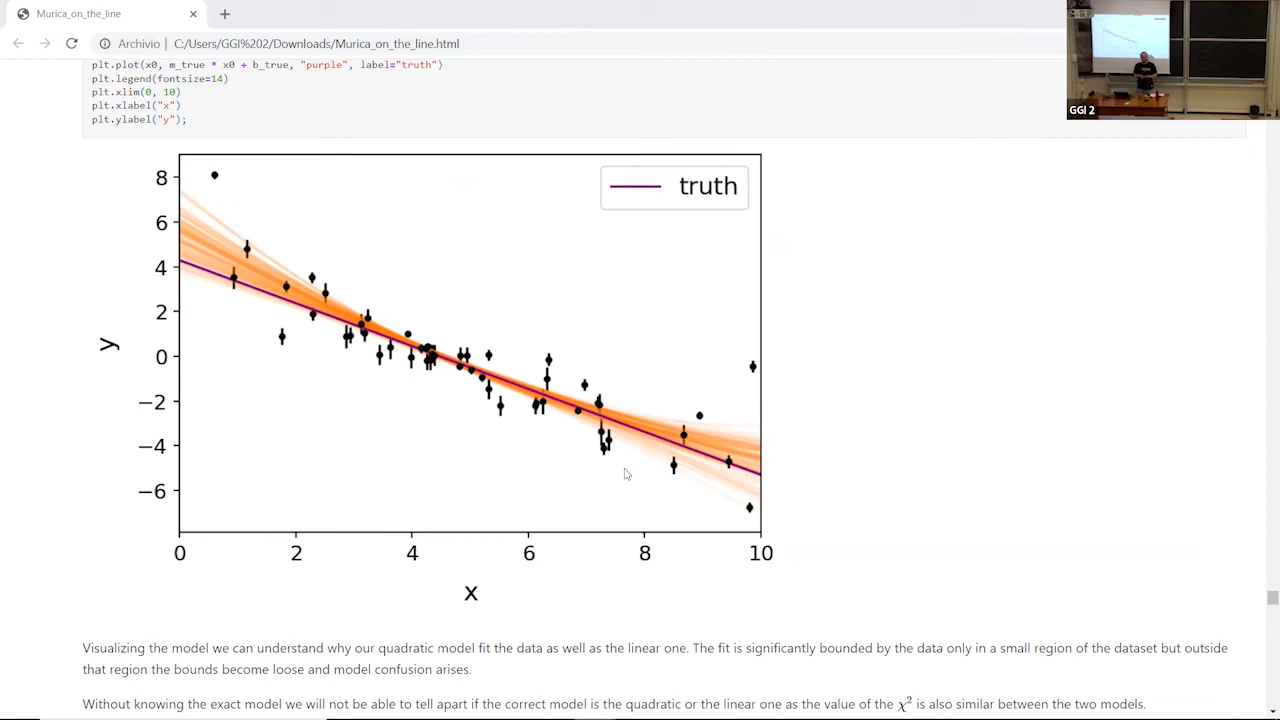 Murica_on_the_line
Archivio | C:/Users/GGI%202/Downloads/Murica_on_the_line.html
plt.plot(x0, m_true * x0 + b_true, "purple", label="truth")
plt.legend(fontsize=14)
plt.xlim(0, 10)
plt.xlabel("x")
plt.ylabel("y");
GGI 2
truth
8
6
4
2
0
−2
−4
−6
y
0 2 4 6 8 10
x
Visualizing the model we can understand why our quadratic model fit the data as well as the linear one. The fit is significantly bounded by the data only in a small region of the dataset but outside
that region the bounds become loose and model confusion arises.
Without knowing the exact model we will not be able to tell apart if the correct model is the quadratic or the linear one as the value of the χ² is also similar between the two models.